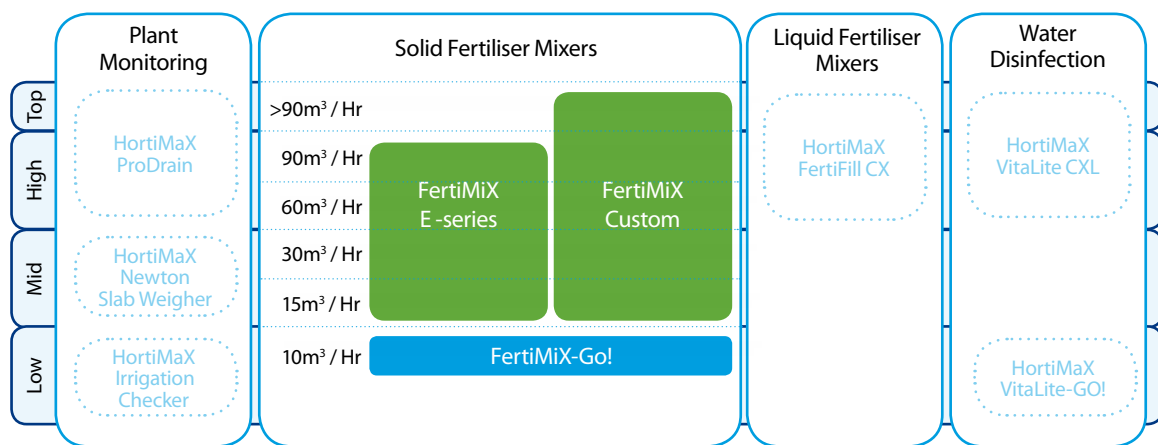 Plant
Monitoring
Solid Fertiliser Mixers
Liquid Fertiliser
Mixers
Water
Disinfection
Top
High
Mid
Low
HortiMaX
ProDrain
HortiMaX
Newton
Slab Weigher
HortiMaX
Irrigation
Checker
>90m³ / Hr
90m³ / Hr
60m³ / Hr
30m³ / Hr
15m³ / Hr
10m³ / Hr
FertiMiX
E -series
FertiMiX
Custom
FertiMiX-Go!
HortiMaX
FertiFill CX
HortiMaX
VitaLite CXL
HortiMaX
VitaLite-GO!